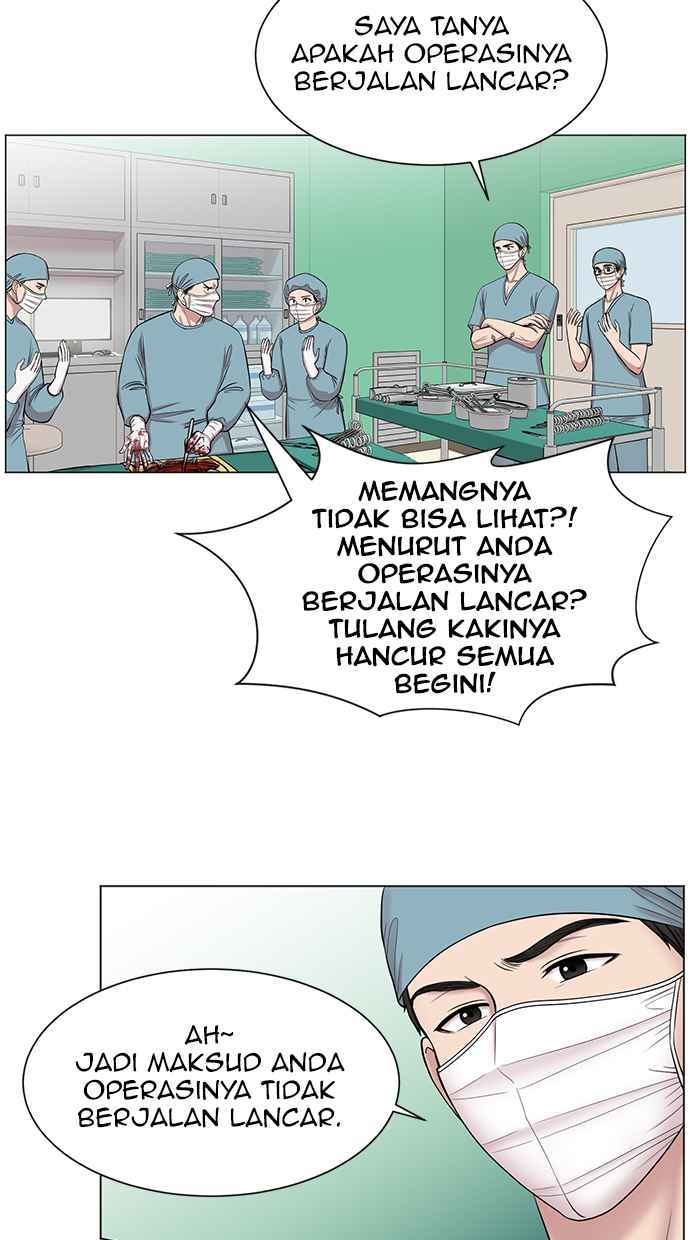 SAYA TANYA
APAKAH OPERASINYA
BERJALAN LANCAR?
MEMANGNYA
TIDAK BISA LIHAT?!
MENURUT ANDA
OPERASINYA
BERJALAN LANCAR?
TULANG KAKINYA
HANCUR SEMUA
BEGINI!
AH~
JADI MAKSUD ANDA
OPERASINYA TIDAK
BERJALAN LANCAR.